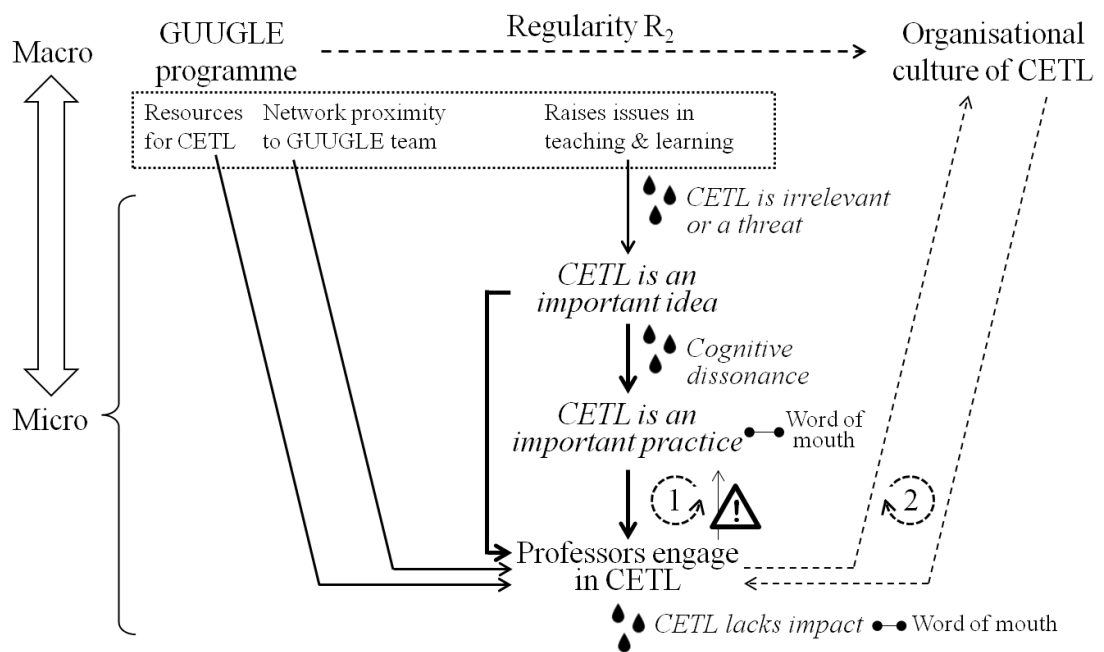 Macro
GUUGLE
programme
Regularity R₂
Organisational
culture of CETL
Resources
for CETL
Network proximity
to GUUGLE team
Raises issues in
teaching & learning
CETL is irrelevant
or a threat
CETL is an
important idea
Cognitive
dissonance
Micro
CETL is an
important practice
Word of
mouth
1
!
2
Professors engage
in CETL
CETL lacks impact
Word of mouth